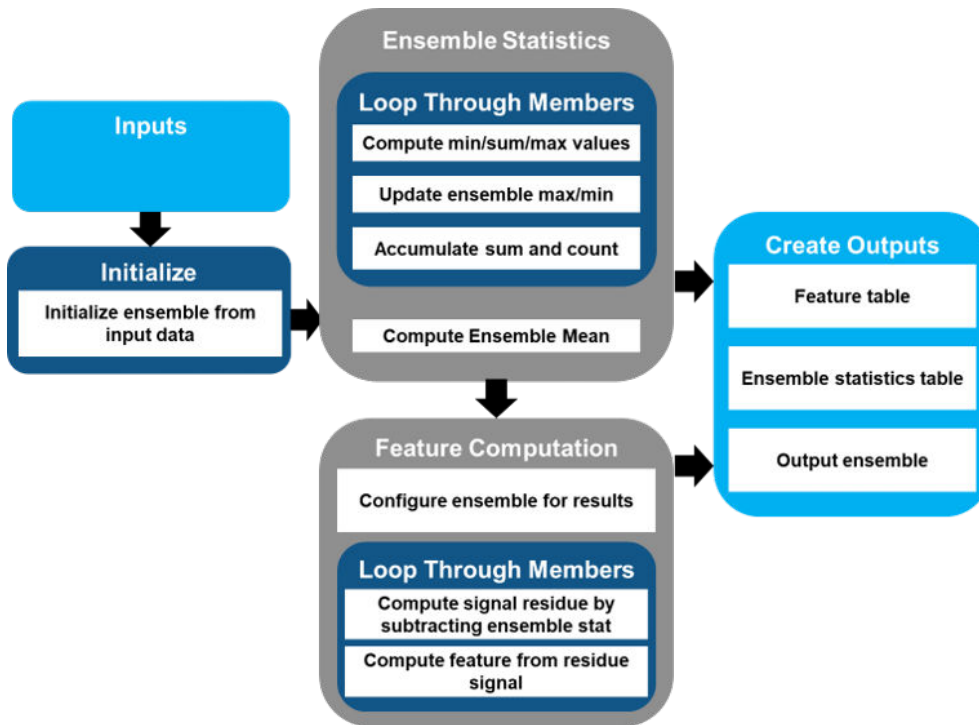 Inputs
Initialize
Initialize ensemble from
input data
Ensemble Statistics
Loop Through Members
Compute min/sum/max values
Update ensemble max/min
Accumulate sum and count
Compute Ensemble Mean
Feature Computation
Configure ensemble for results
Loop Through Members
Compute signal residue by
subtracting ensemble stat
Compute feature from residue
signal
Create Outputs
Feature table
Ensemble statistics table
Output ensemble